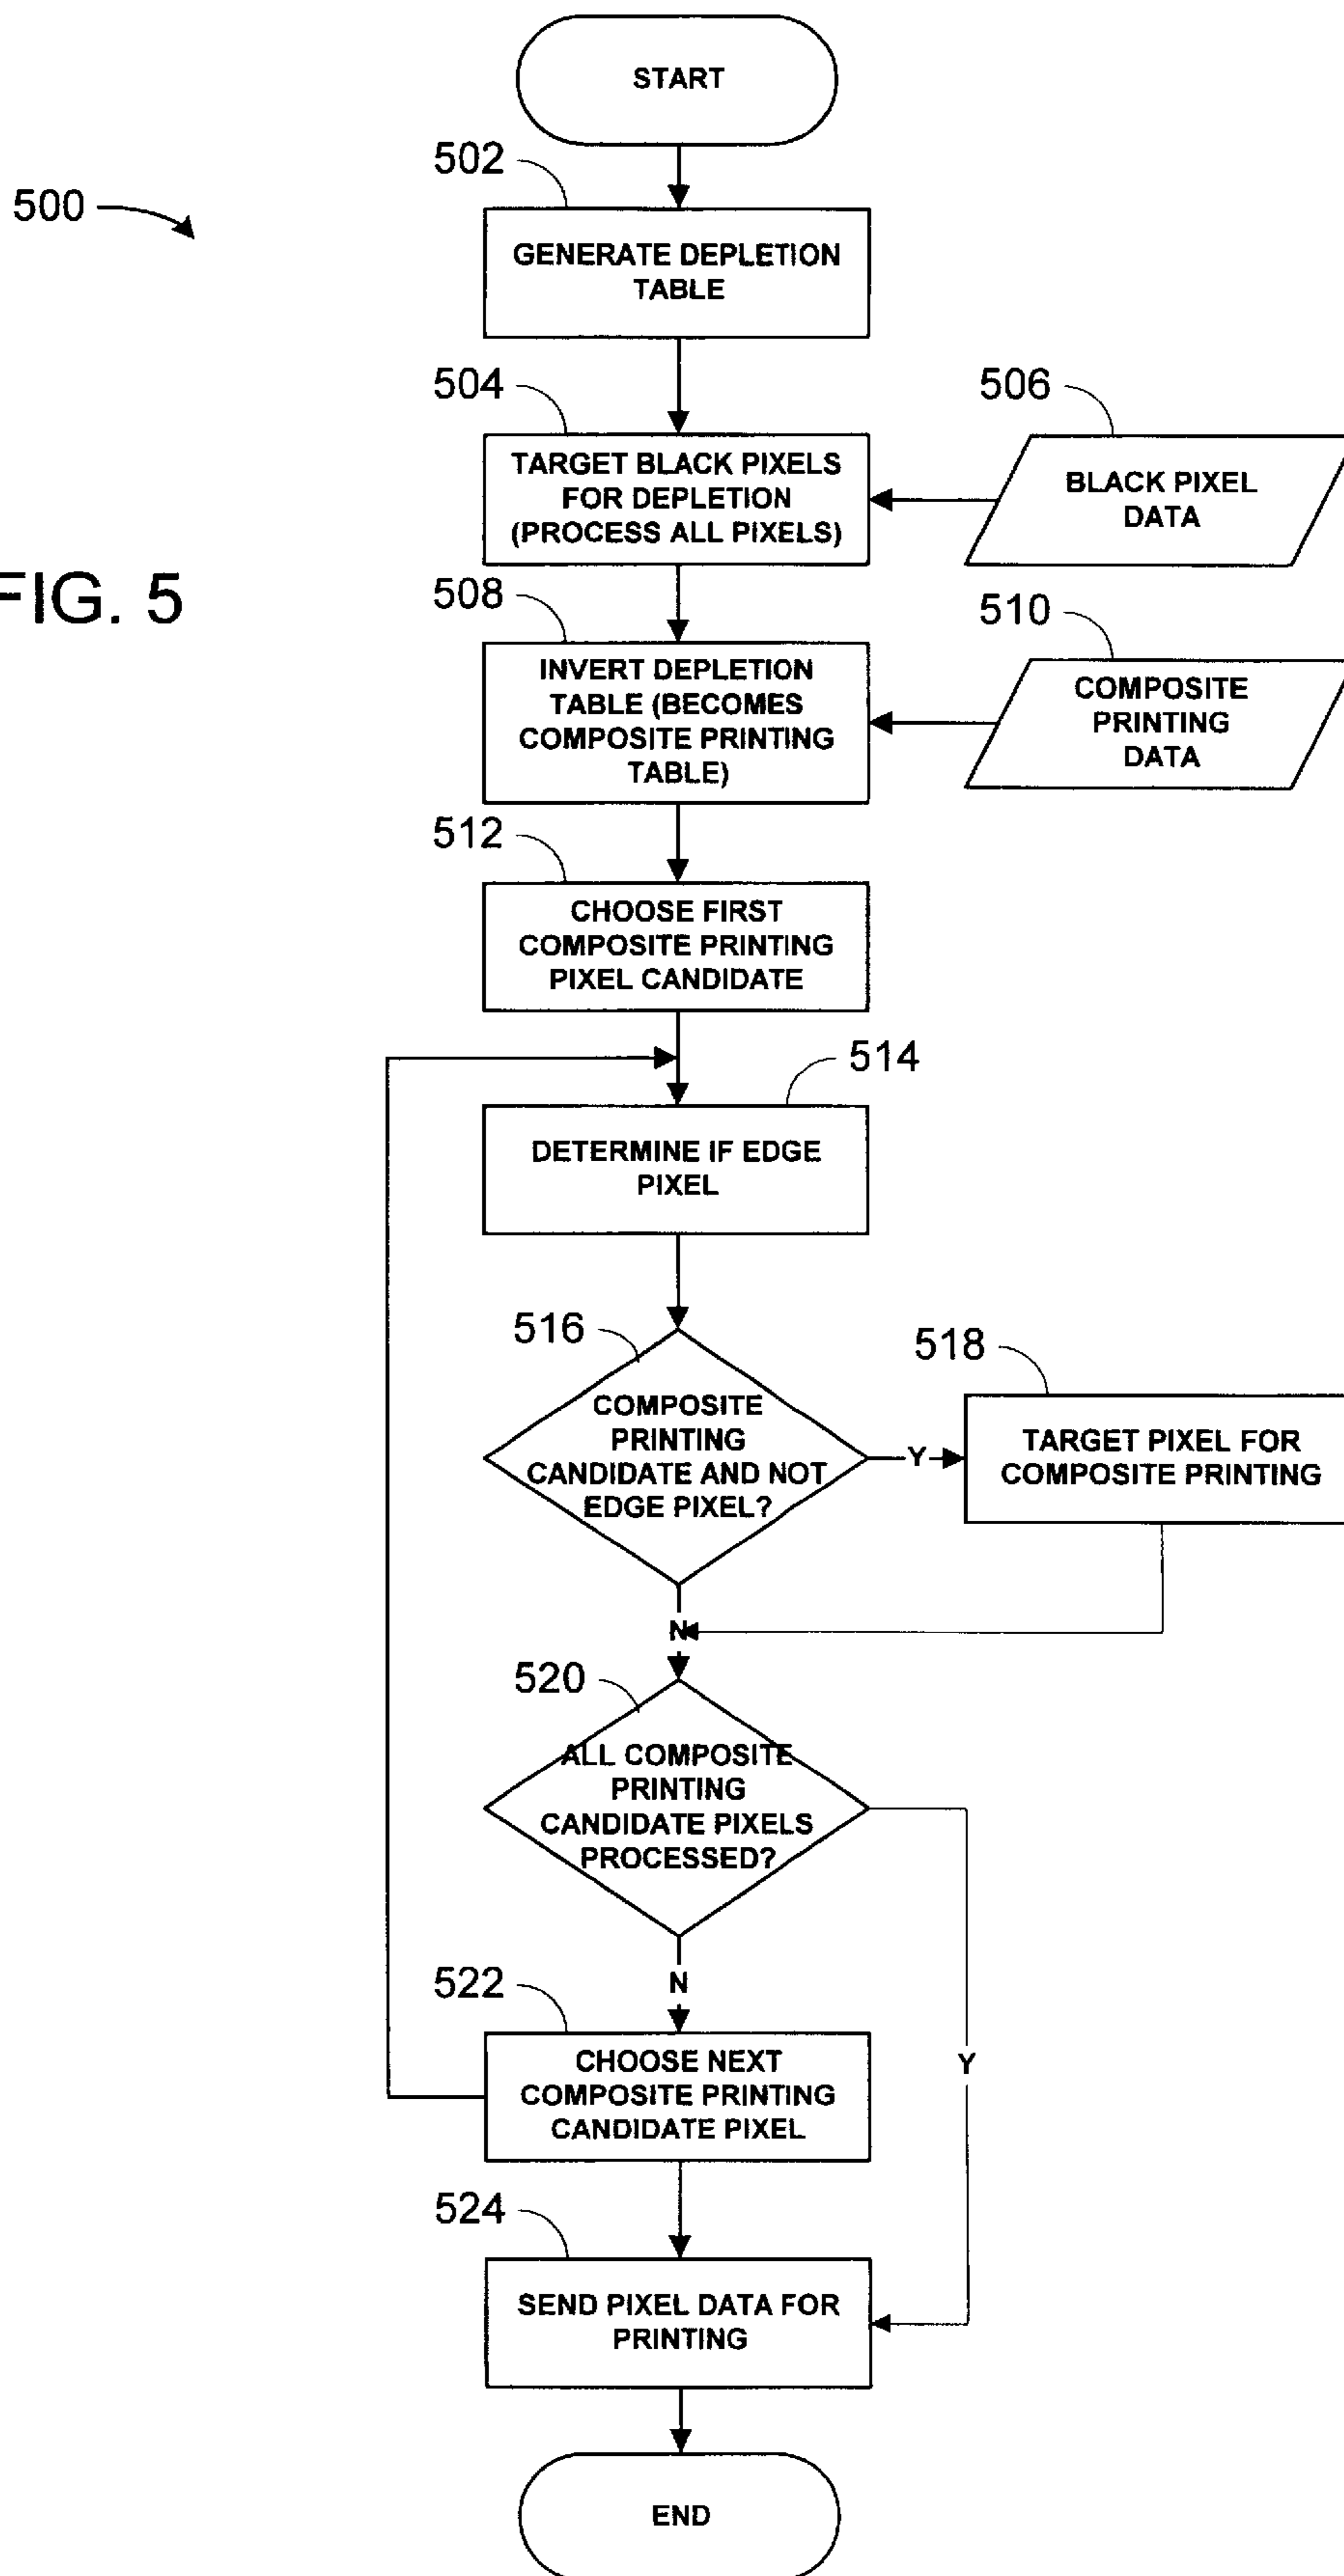 START
502
500
GENERATE DEPLETION
TABLE
504
506
TARGET BLACK PIXELS
FOR DEPLETION
(PROCESS ALL PIXELS)
BLACK PIXEL
DATA
FIG. 5
508
510
INVERT DEPLETION
TABLE (BECOMES
COMPOSITE PRINTING
TABLE)
COMPOSITE
PRINTING
DATA
512
CHOOSE FIRST
COMPOSITE PRINTING
PIXEL CANDIDATE
514
DETERMINE IF EDGE
PIXEL
516
518
COMPOSITE
PRINTING
CANDIDATE AND NOT
EDGE PIXEL?
Y
TARGET PIXEL FOR
COMPOSITE PRINTING
N
520
ALL COMPOSITE
PRINTING
CANDIDATE PIXELS
PROCESSED?
N
Y
522
CHOOSE NEXT
COMPOSITE PRINTING
CANDIDATE PIXEL
524
SEND PIXEL DATA FOR
PRINTING
END